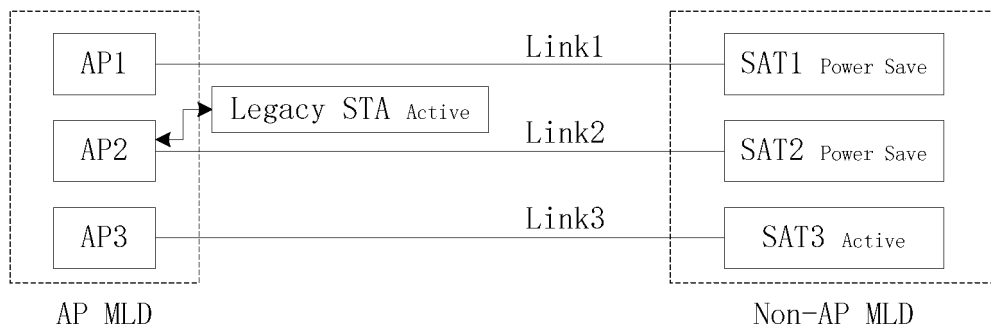 AP1
Link1
SAT1 Power Save
Legacy STA Active
AP2
Link2
SAT2 Power Save
AP3
Link3
SAT3 Active
AP MLD
Non-AP MLD